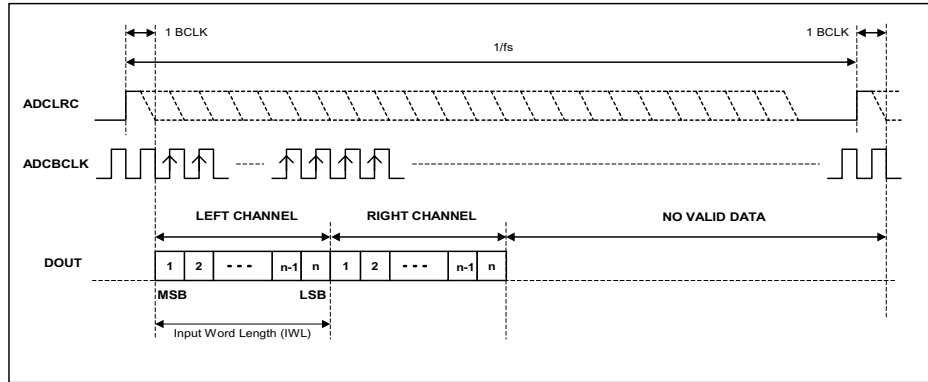 1 BCLK
1 BCLK
1/fs
ADCLRC
ADCBCLK
LEFT CHANNEL
RIGHT CHANNEL
NO VALID DATA
DOUT
1 2 - - - n-1 n 1 2 - - - n-1 n
MSB LSB
Input Word Length (IWL)